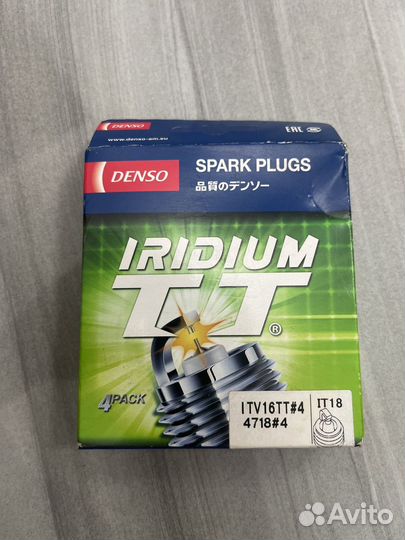 DENSO
www.denso-am.eu
EAC
DENSO
SPARK PLUGS
品質のデンソー
IRIDIUM
TT®
4PACK
ITV16TT#4
4718#4
IT18
Avito